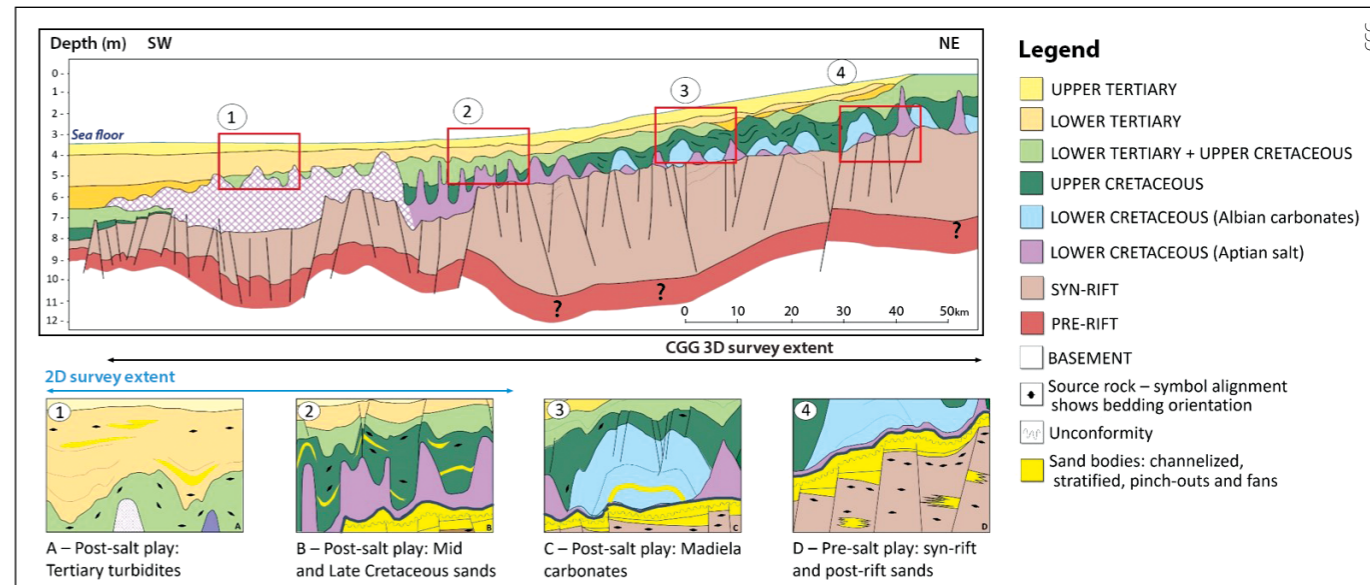 Depth (m) SW NE
CGG
1
2
3
4
0
1
2
3
4
5
6
7
8
9
10
11
12
Sea floor
? ? ?
0 10 20 30 40 50km
CGG 3D survey extent
2D survey extent
1
2
3
4
A
B
C
D
A – Post-salt play:
Tertiary turbidites
B – Post-salt play: Mid
and Late Cretaceous sands
C – Post-salt play: Madiela
carbonates
D – Pre-salt play: syn-rift
and post-rift sands
Legend
UPPER TERTIARY
LOWER TERTIARY
LOWER TERTIARY + UPPER CRETACEOUS
UPPER CRETACEOUS
LOWER CRETACEOUS (Albian carbonates)
LOWER CRETACEOUS (Aptian salt)
SYN-RIFT
PRE-RIFT
BASEMENT
Source rock – symbol alignment
shows bedding orientation
Unconformity
Sand bodies: channelized,
stratified, pinch-outs and fans